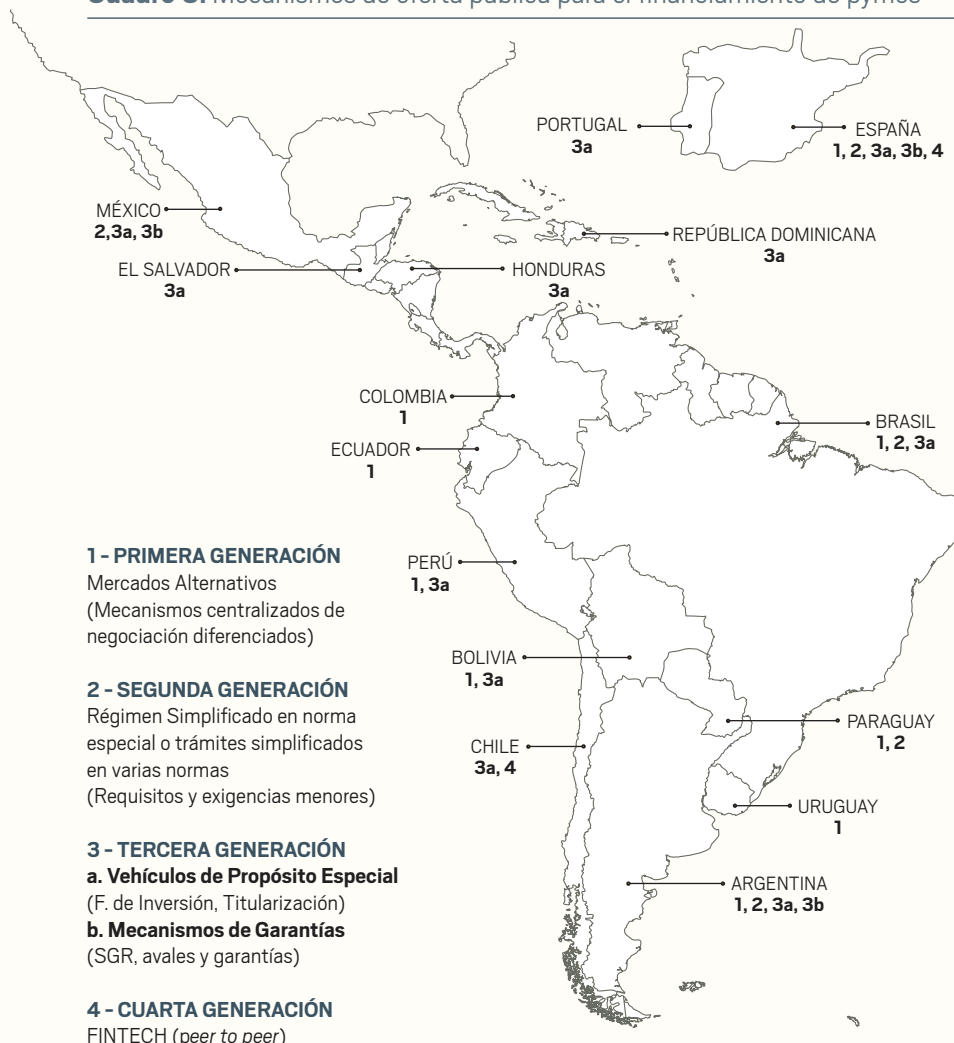 Cuadro 3. Mecanismos de oferta pública para el financiamiento de pymes
PORTUGAL
3a
ESPAÑA
1, 2, 3a, 3b, 4
MÉXICO
2,3a, 3b
REPÚBLICA DOMINICANA
3a
EL SALVADOR
3a
HONDURAS
3a
COLOMBIA
1
BRASIL
1, 2, 3a
ECUADOR
1
PERÚ
1, 3a
BOLIVIA
1, 3a
PARAGUAY
1, 2
CHILE
3a, 4
URUGUAY
1
ARGENTINA
1, 2, 3a, 3b
1 - PRIMERA GENERACIÓN
Mercados Alternativos
(Mecanismos centralizados de
negociación diferenciados)
2 - SEGUNDA GENERACIÓN
Régimen Simplificado en norma
especial o trámites simplificados
en varias normas
(Requisitos y exigencias menores)
3 - TERCERA GENERACIÓN
a. Vehículos de Propósito Especial
(F. de Inversión, Titularización)
b. Mecanismos de Garantías
(SGR, avales y garantías)
4 - CUARTA GENERACIÓN
FINTECH (peer to peer)